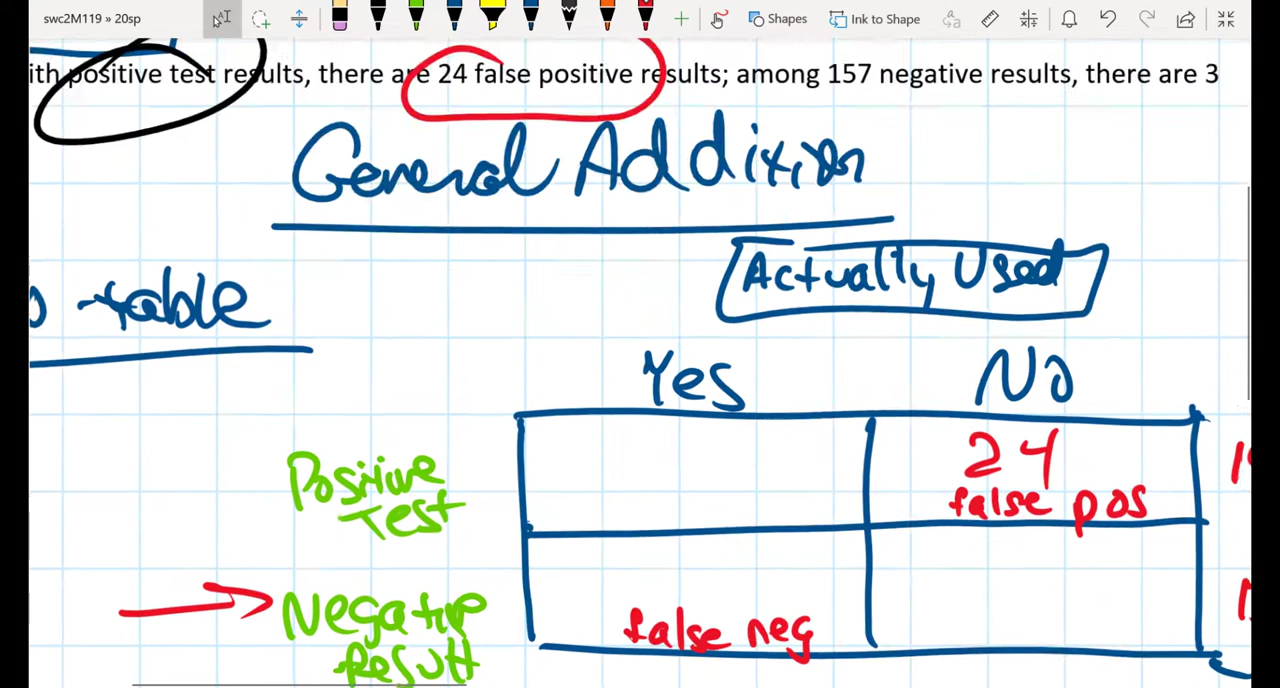 swc2M119 » 20sp
Shapes
Ink to Shape
ith positive test results, there are 24 false positive results; among 157 negative results, there are 3
General Addition
Actually Used
table
Yes No
Positive Test
24
false pos
Negative Result
false neg